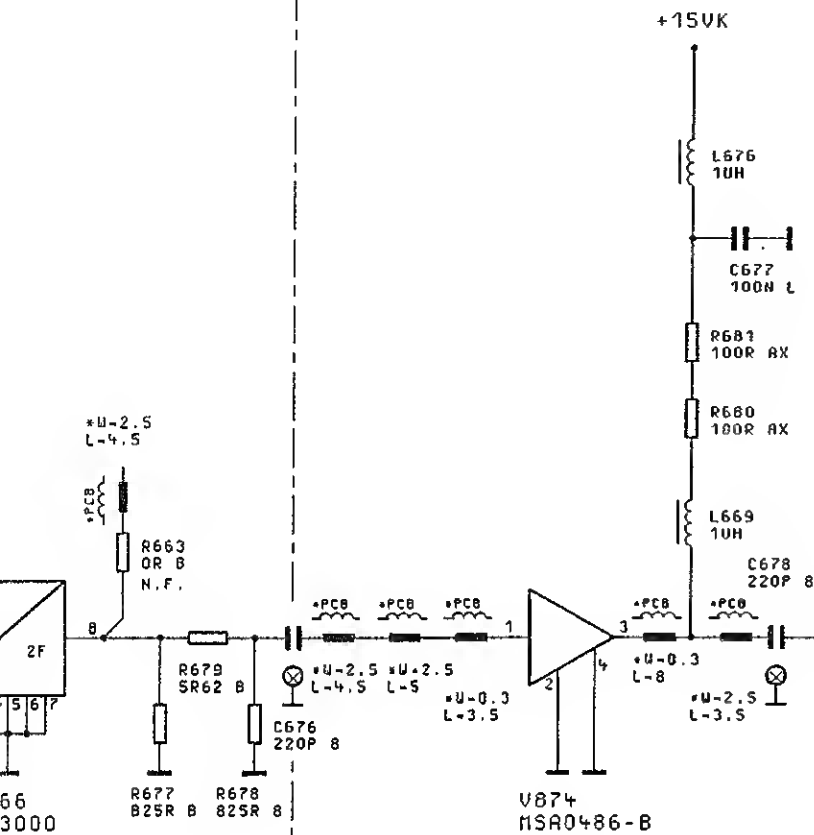 +15VK
L676
1UH
C677
100N L
R681
100R AX
R680
100R AX
L669
1UH
C678
220P 8
*W-2.5
L-4.5
*PCB
R663
0R B
N.F.
8
2F
5 6 7
R679
5R62 B
C676
220P 8
R677
825R B
R678
825R 8
66
3000
*PCB
*W-2.5
L-4.5
*PCB
*W-2.5
L-5
*PCB
*W-0.3
L-3.5
1
2
3
4
V874
MSA0486-B
*PCB
*W-0.3
L-8
*PCB
*W-2.5
L-3.5